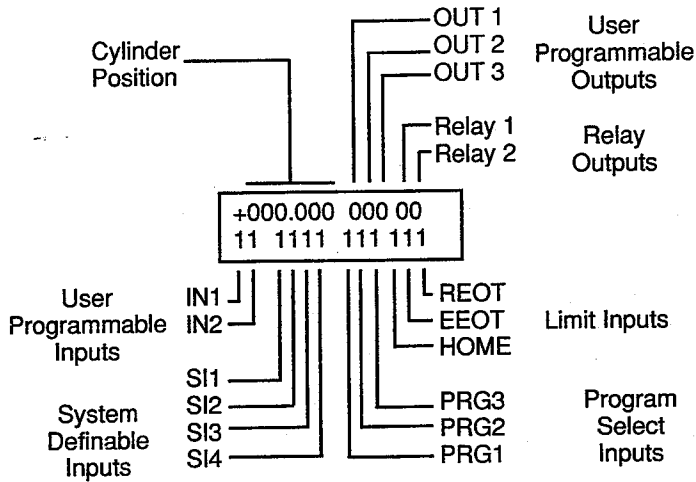 Cylinder
Position
OUT 1
OUT 2
OUT 3
User
Programmable
Outputs
Relay 1
Relay 2
Relay
Outputs
+000.000 000 00
11 1111 111 111
User
Programmable
Inputs
IN1
IN2
REOT
EEOT
HOME
Limit Inputs
System
Definable
Inputs
SI1
SI2
SI3
SI4
PRG3
PRG2
PRG1
Program
Select
Inputs